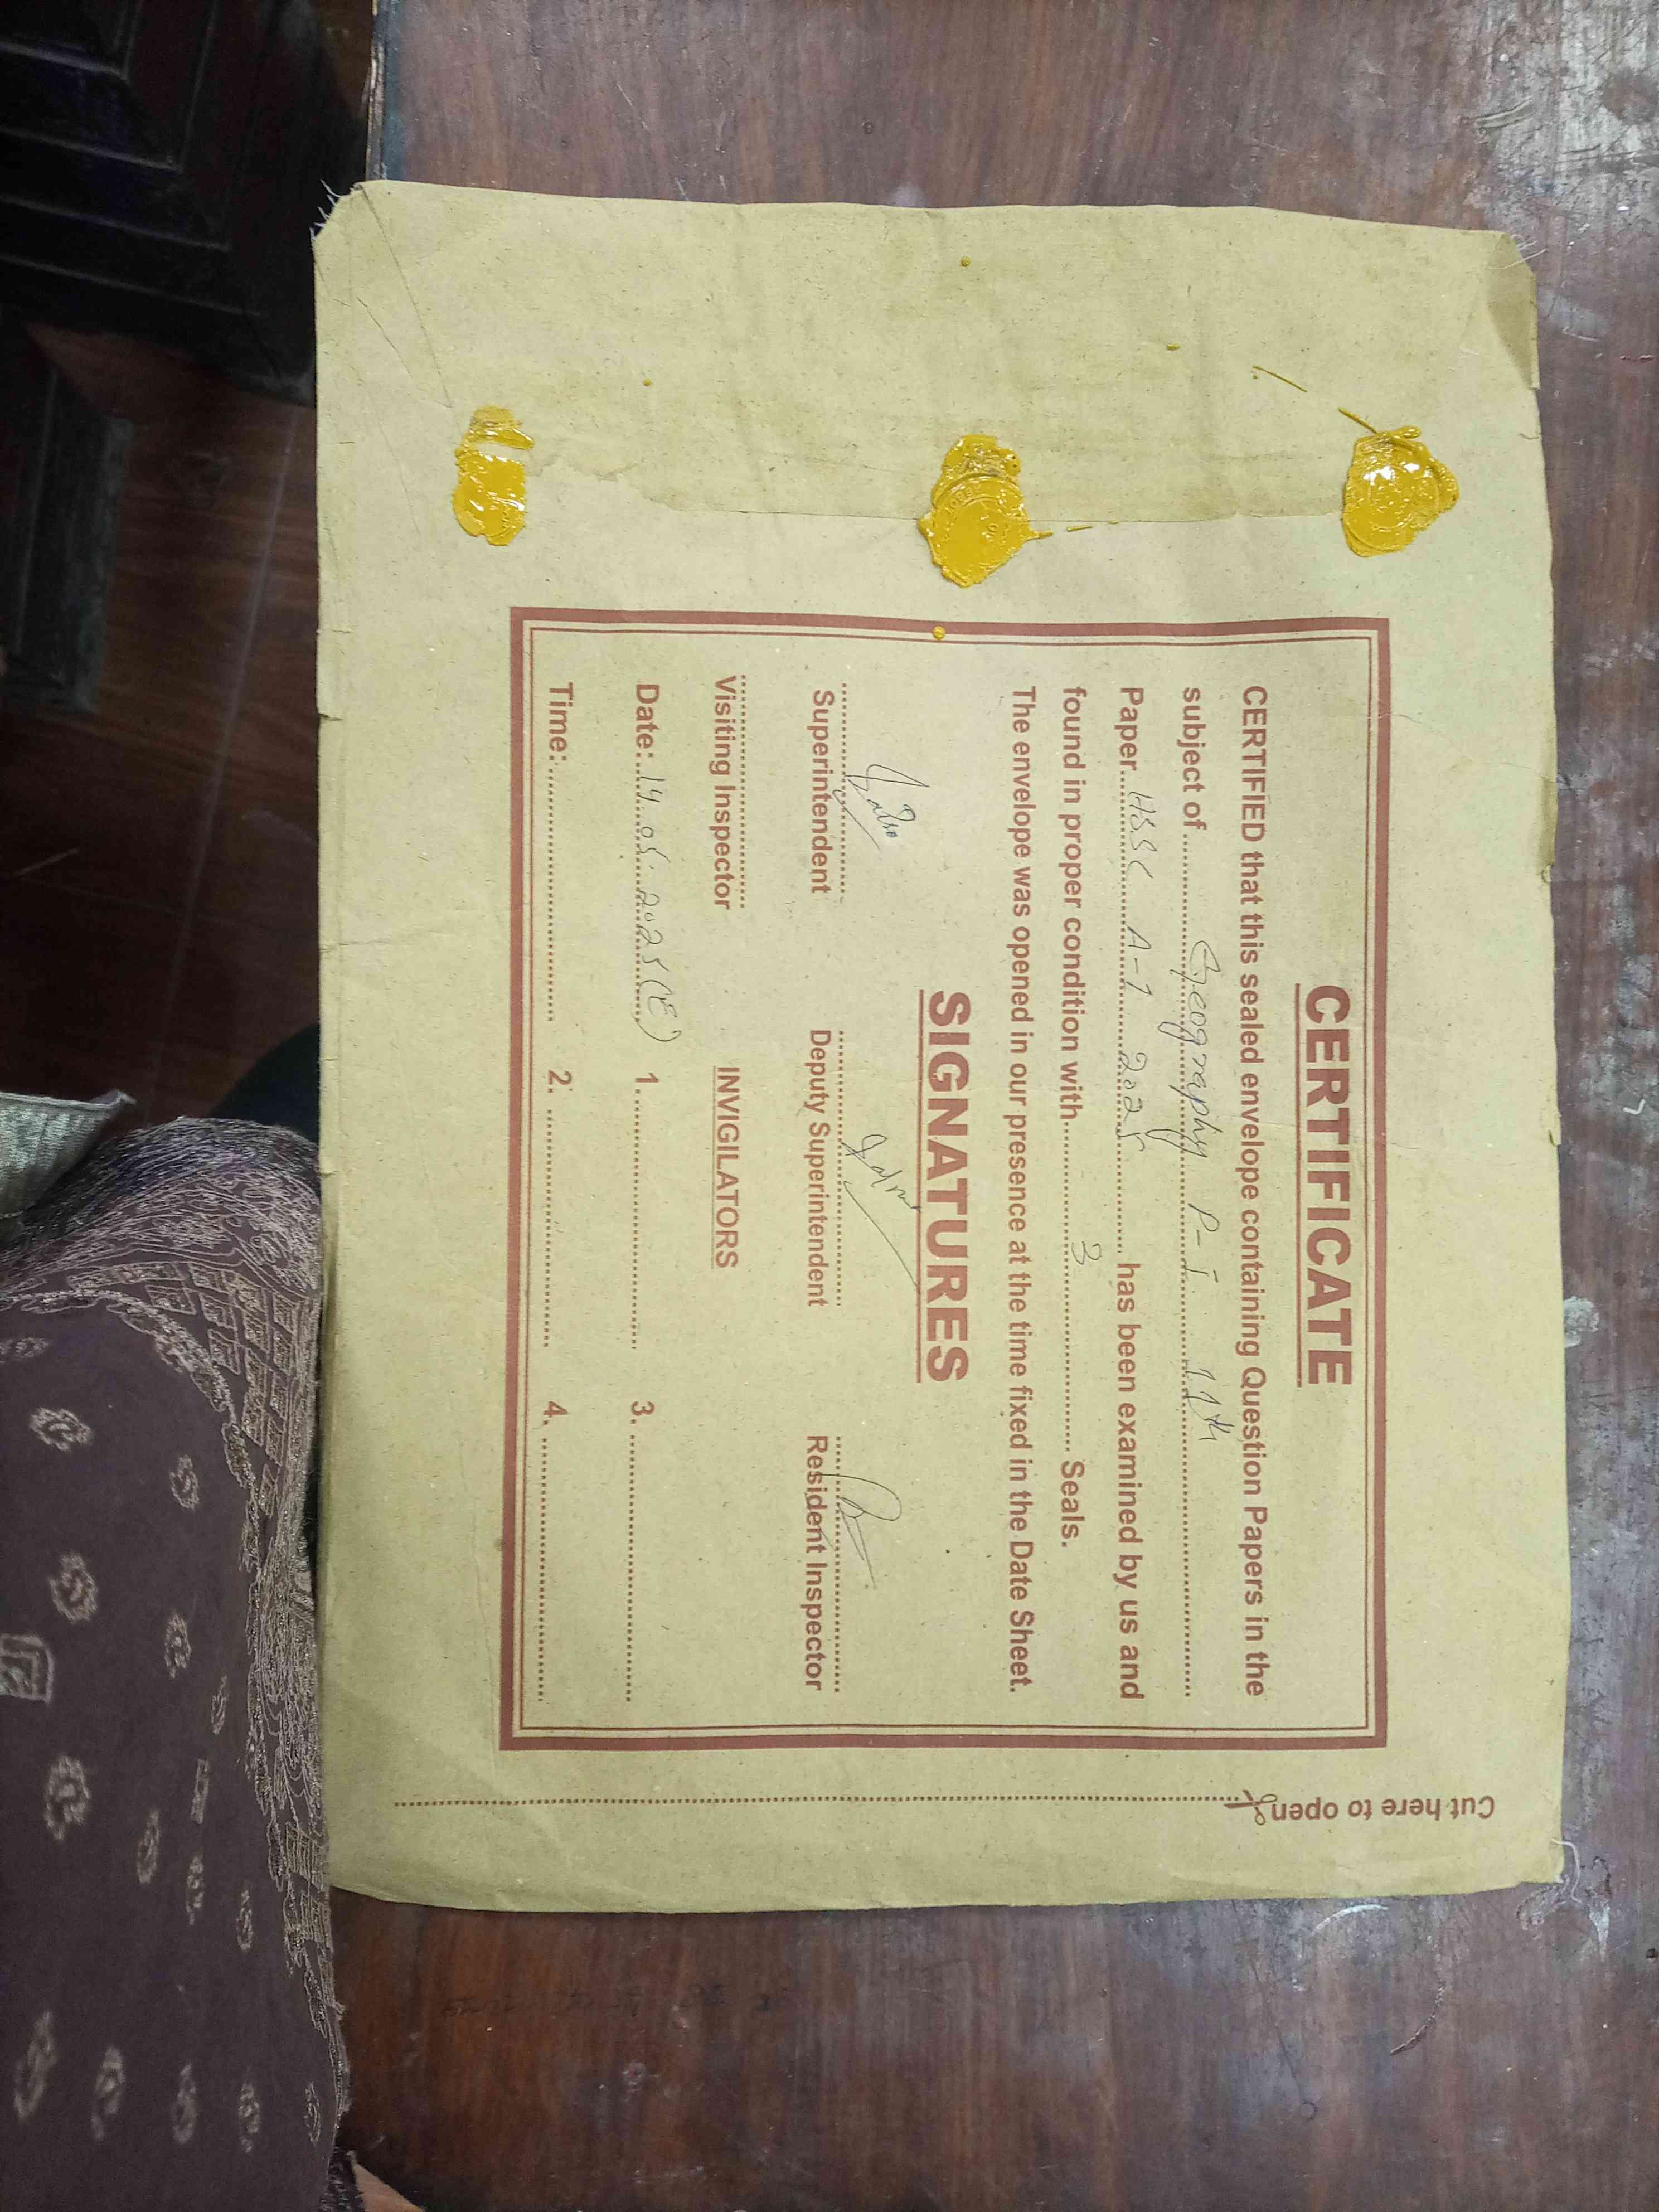 Cut here to open
CERTIFICATE
CERTIFIED that this sealed envelope containing Question Papers in the
subject of.......... Geography P-I 11th ..........
Paper... HSSC A-1 2025 ... has been examined by us and
found in proper condition with.......... 3 .......... Seals.
The envelope was opened in our presence at the time fixed in the Date Sheet.
SIGNATURES
Superintendent Deputy Superintendent Resident Inspector
Visiting Inspector INVIGILATORS
Date: 14.05.2025(E) 1. 3.
Time: 2. 4.